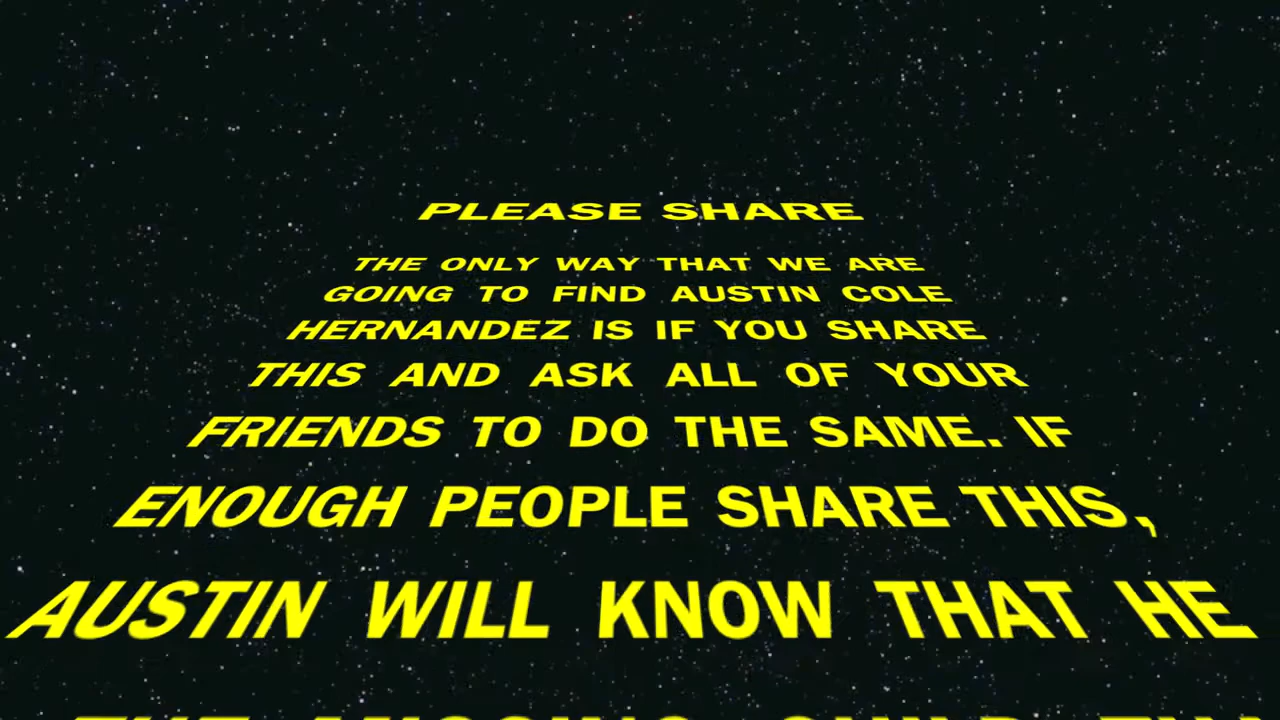 PLEASE SHARE
THE ONLY WAY THAT WE ARE
GOING TO FIND AUSTIN COLE
HERNANDEZ IS IF YOU SHARE
THIS AND ASK ALL OF YOUR
FRIENDS TO DO THE SAME. IF
ENOUGH PEOPLE SHARE THIS,
AUSTIN WILL KNOW THAT HE